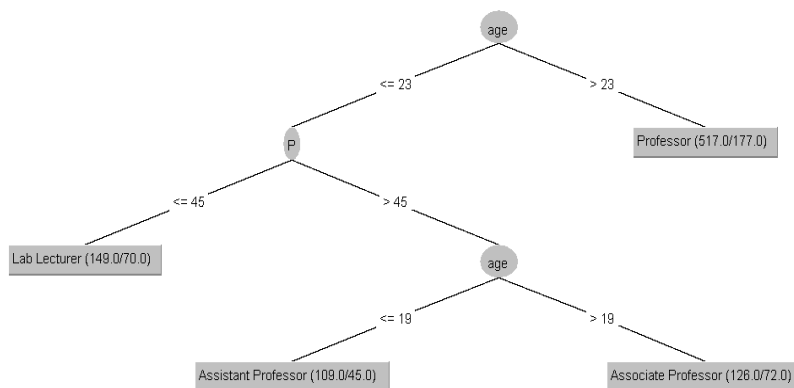 age
<= 23
> 23
P
Professor (517.0/177.0)
<= 45
> 45
Lab Lecturer (149.0/70.0)
age
<= 19
> 19
Assistant Professor (109.0/45.0)
Associate Professor (126.0/72.0)